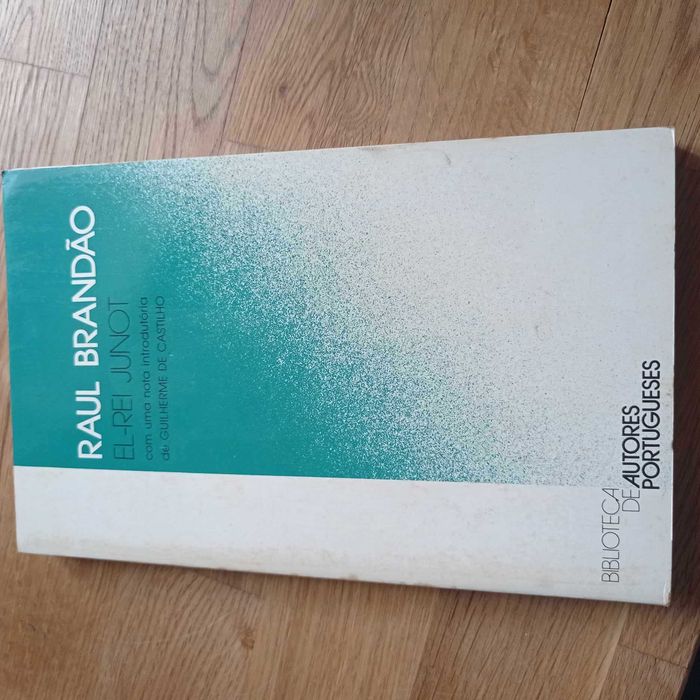 RAUL BRANDÃO
EL-REI JUNOT
com uma nota introdutória
de GUILHERME DE CASTILHO
BIBLIOTECA
DE AUTORES
PORTUGUESES